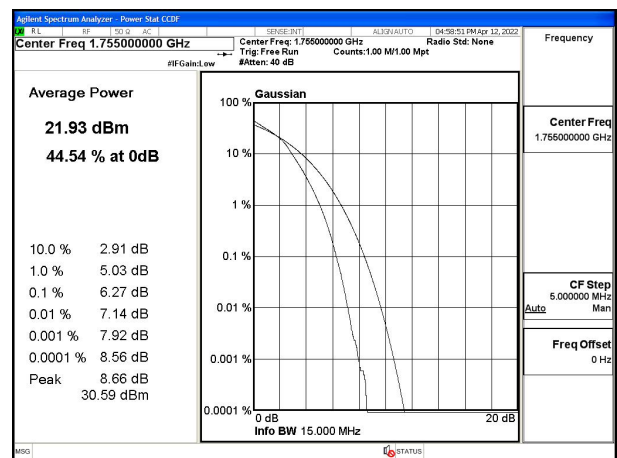 Agilent Spectrum Analyzer - Power Stat CCDF
RL RF 50 Ω AC SENSE:INT ALIGN AUTO 04:58:51 PM Apr 12, 2022
Center Freq 1.755000000 GHz
Center Freq: 1.755000000 GHz Radio Std: None
Trig: Free Run Counts:1.00 M/1.00 Mpt
#IFGain:Low #Atten: 40 dB
Frequency
Average Power
21.93 dBm
44.54 % at 0dB
10.0 % 2.91 dB
1.0 % 5.03 dB
0.1 % 6.27 dB
0.01 % 7.14 dB
0.001 % 7.92 dB
0.0001 % 8.56 dB
Peak 8.66 dB
30.59 dBm
Gaussian
100 %
10 %
1 %
0.1 %
0.01 %
0.001 %
0.0001 %
0 dB 20 dB
Info BW 15.000 MHz
Center Freq
1.755000000 GHz
CF Step
5.000000 MHz
Auto Man
Freq Offset
0 Hz
MSG STATUS